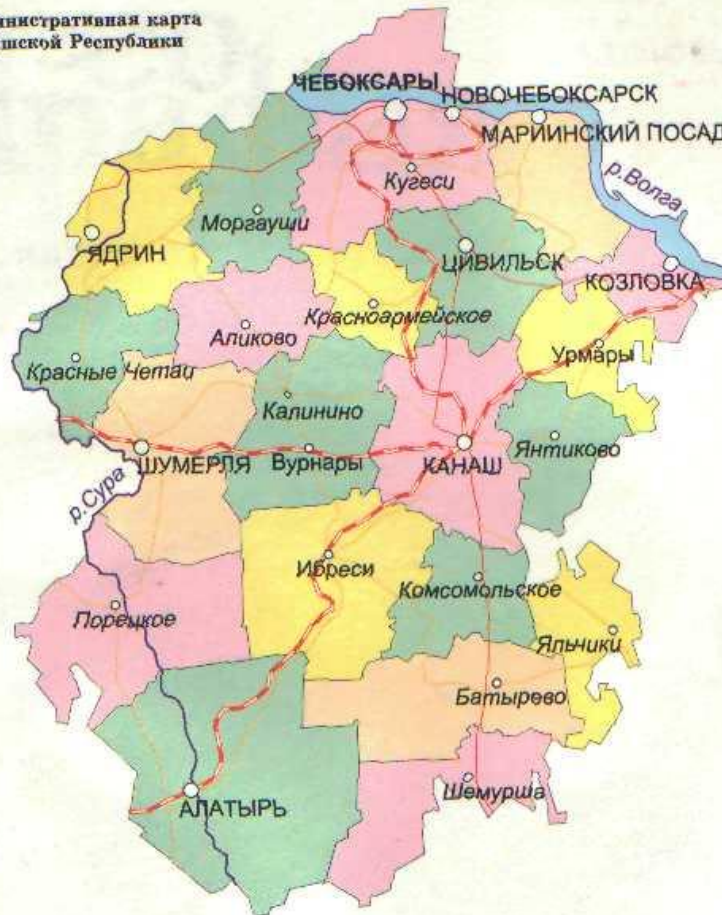 министративная карта
шской Республики
ЧЕБОКСАРЫ
НОВОЧЕБОКСАРСК
МАРИИНСКИЙ ПОСАД
Кугеси
р.Волга
Моргауши
ЯДРИН
ЦИВИЛЬСК
КОЗЛОВКА
Красноармейское
Аликово
Урмары
Красные Четаи
Калинино
ШУМЕРЛЯ
Вурнары
КАНАШ
Янтиково
р.Сура
Ибреси
Комсомольское
Порецкое
Яльчики
Батырево
Шемурша
АЛАТЫРЬ